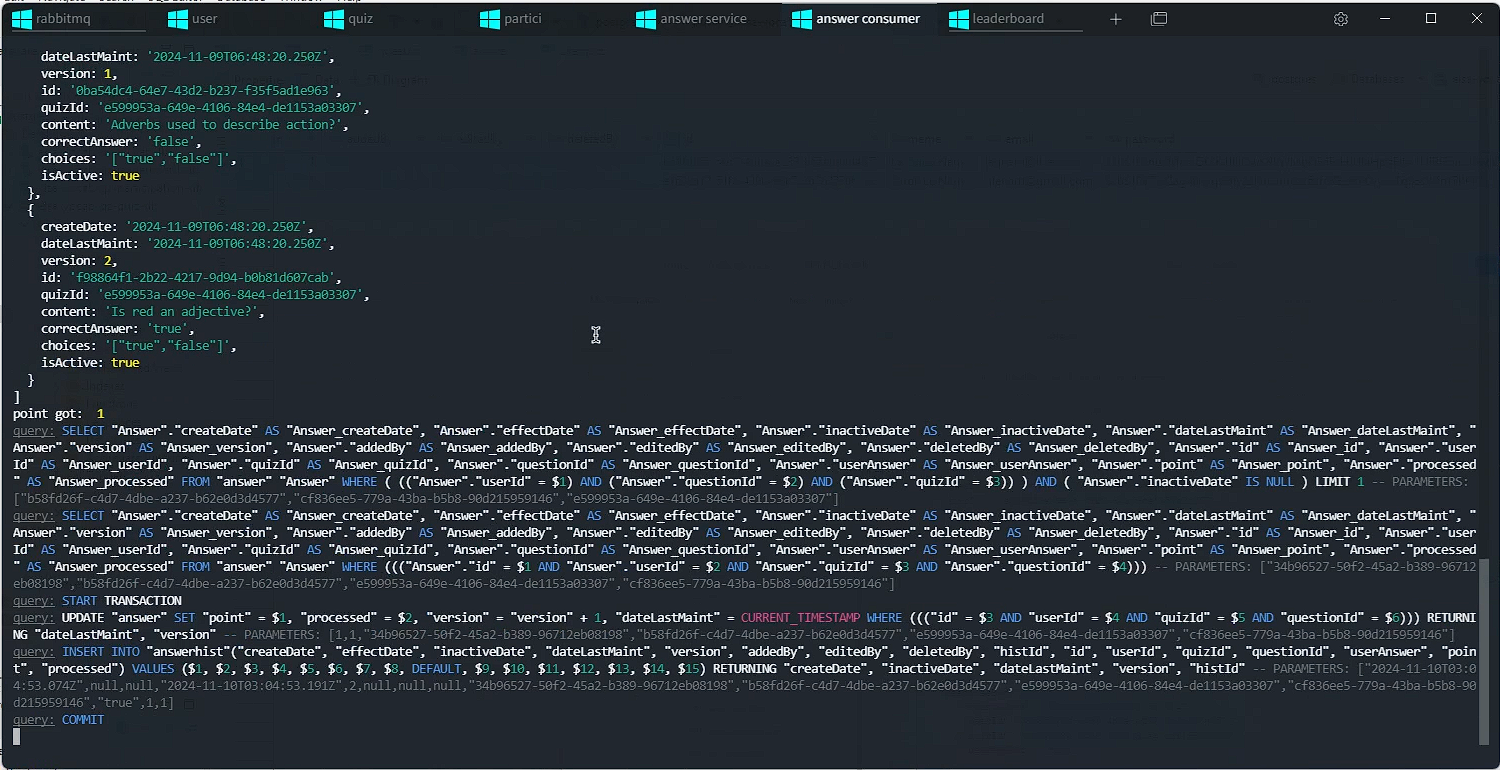 rabbitmq user quiz partici answer service answer consumer leaderboard
dateLastMaint: '2024-11-09T06:48:20.250Z',
version: 1,
id: '0ba54dc4-64e7-43d2-b237-f35f5ad1e963',
quizId: 'e599953a-649e-4106-84e4-de1153a03307',
content: 'Adverbs used to describe action?',
correctAnswer: 'false',
choices: '["true","false"]',
isActive: true
},
{
createDate: '2024-11-09T06:48:20.250Z',
dateLastMaint: '2024-11-09T06:48:20.250Z',
version: 2,
id: 'f98864f1-2b22-4217-9d94-b0b81d607cab',
quizId: 'e599953a-649e-4106-84e4-de1153a03307',
content: 'Is red an adjective?',
correctAnswer: 'true',
choices: '["true","false"]',
isActive: true
}
]
point got: 1
query: SELECT "Answer"."createDate" AS "Answer_createDate", "Answer"."effectDate" AS "Answer_effectDate", "Answer"."inactiveDate" AS "Answer_inactiveDate", "Answer"."dateLastMaint" AS "Answer_dateLastMaint", "
Answer"."version" AS "Answer_version", "Answer"."addedBy" AS "Answer_addedBy", "Answer"."editedBy" AS "Answer_editedBy", "Answer"."deletedBy" AS "Answer_deletedBy", "Answer"."id" AS "Answer_id", "Answer"."user
Id" AS "Answer_userId", "Answer"."quizId" AS "Answer_quizId", "Answer"."questionId" AS "Answer_questionId", "Answer"."userAnswer" AS "Answer_userAnswer", "Answer"."point" AS "Answer_point", "Answer"."processed
" AS "Answer_processed" FROM "answer" "Answer" WHERE ( (("Answer"."userId" = $1) AND ("Answer"."questionId" = $2) AND ("Answer"."quizId" = $3)) ) AND ( "Answer"."inactiveDate" IS NULL ) LIMIT 1 -- PARAMETERS:
["b58fd26f-c4d7-4dbe-a237-b62e0d3d4577","cf836ee5-779a-43ba-b5b8-90d215959146","e599953a-649e-4106-84e4-de1153a03307"]
query: SELECT "Answer"."createDate" AS "Answer_createDate", "Answer"."effectDate" AS "Answer_effectDate", "Answer"."inactiveDate" AS "Answer_inactiveDate", "Answer"."dateLastMaint" AS "Answer_dateLastMaint", "
Answer"."version" AS "Answer_version", "Answer"."addedBy" AS "Answer_addedBy", "Answer"."editedBy" AS "Answer_editedBy", "Answer"."deletedBy" AS "Answer_deletedBy", "Answer"."id" AS "Answer_id", "Answer"."user
Id" AS "Answer_userId", "Answer"."quizId" AS "Answer_quizId", "Answer"."questionId" AS "Answer_questionId", "Answer"."userAnswer" AS "Answer_userAnswer", "Answer"."point" AS "Answer_point", "Answer"."processed
" AS "Answer_processed" FROM "answer" "Answer" WHERE ((("Answer"."id" = $1 AND "Answer"."userId" = $2 AND "Answer"."quizId" = $3 AND "Answer"."questionId" = $4))) -- PARAMETERS: ["34b96527-50f2-45a2-b389-96712
eb08198","b58fd26f-c4d7-4dbe-a237-b62e0d3d4577","e599953a-649e-4106-84e4-de1153a03307","cf836ee5-779a-43ba-b5b8-90d215959146"]
query: START TRANSACTION
query: UPDATE "answer" SET "point" = $1, "processed" = $2, "version" = "version" + 1, "dateLastMaint" = CURRENT_TIMESTAMP WHERE ((("id" = $3 AND "userId" = $4 AND "quizId" = $5 AND "questionId" = $6))) RETURNI
NG "dateLastMaint", "version" -- PARAMETERS: [1,1,"34b96527-50f2-45a2-b389-96712eb08198","b58fd26f-c4d7-4dbe-a237-b62e0d3d4577","e599953a-649e-4106-84e4-de1153a03307","cf836ee5-779a-43ba-b5b8-90d215959146"]
query: INSERT INTO "answerhist"("createDate", "effectDate", "inactiveDate", "dateLastMaint", "version", "addedBy", "editedBy", "deletedBy", "histId", "id", "userId", "quizId", "questionId", "userAnswer", "poin
t", "processed") VALUES ($1, $2, $3, $4, $5, $6, $7, $8, DEFAULT, $9, $10, $11, $12, $13, $14, $15) RETURNING "createDate", "inactiveDate", "dateLastMaint", "version", "histId" -- PARAMETERS: ["2024-11-10T03:0
4:53.074Z",null,null,"2024-11-10T03:04:53.191Z",2,null,null,null,"34b96527-50f2-45a2-b389-96712eb08198","b58fd26f-c4d7-4dbe-a237-b62e0d3d4577","e599953a-649e-4106-84e4-de1153a03307","cf836ee5-779a-43ba-b5b8-90
d215959146","true",1,1]
query: COMMIT